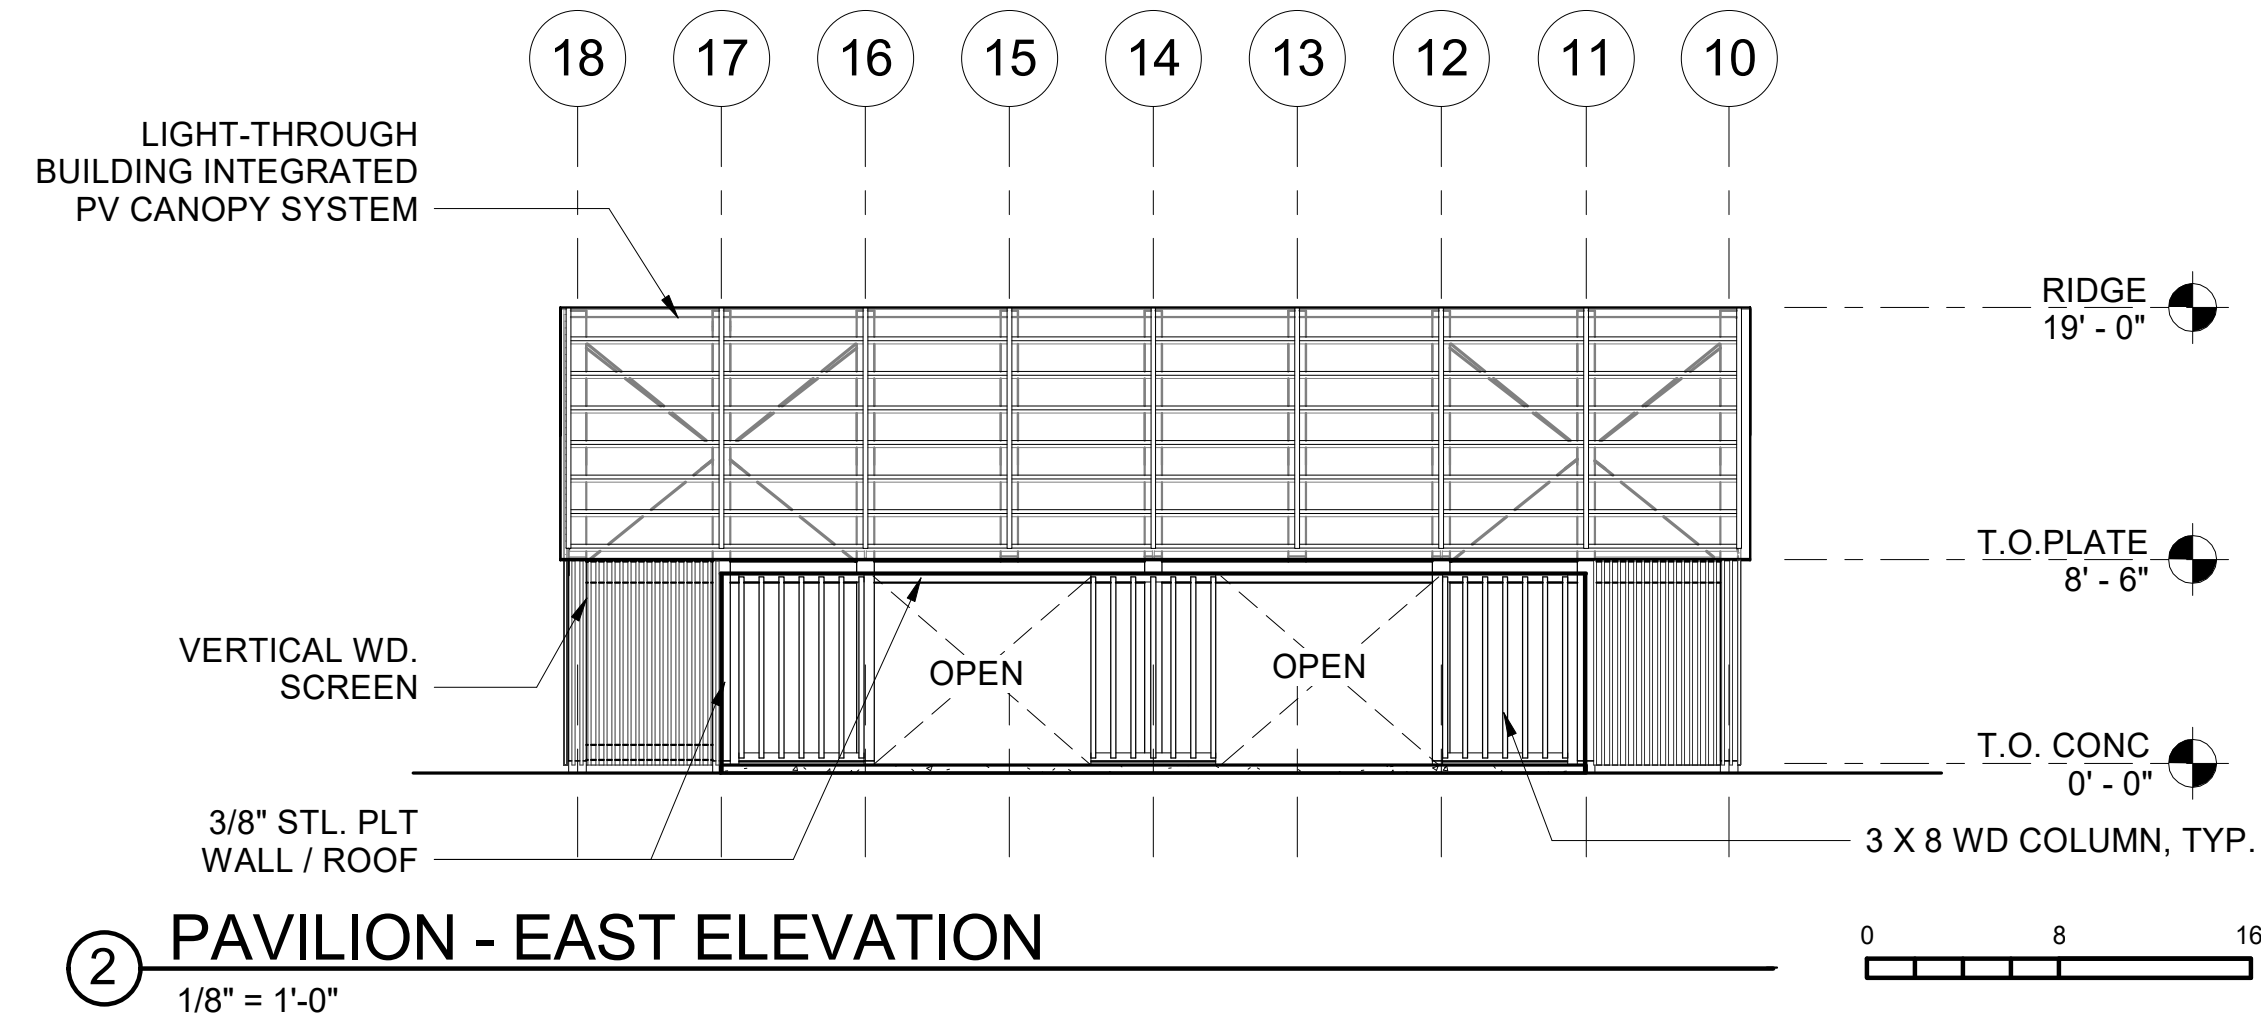 18 17 16 15 14 13 12 11 10
LIGHT-THROUGH
BUILDING INTEGRATED
PV CANOPY SYSTEM
RIDGE
19' - 0"
T.O.PLATE
8' - 6"
VERTICAL WD.
SCREEN
OPEN
OPEN
T.O. CONC
0' - 0"
3/8" STL. PLT
WALL / ROOF
3 X 8 WD COLUMN, TYP.
2
PAVILION - EAST ELEVATION
1/8" = 1'-0"
0 8 16